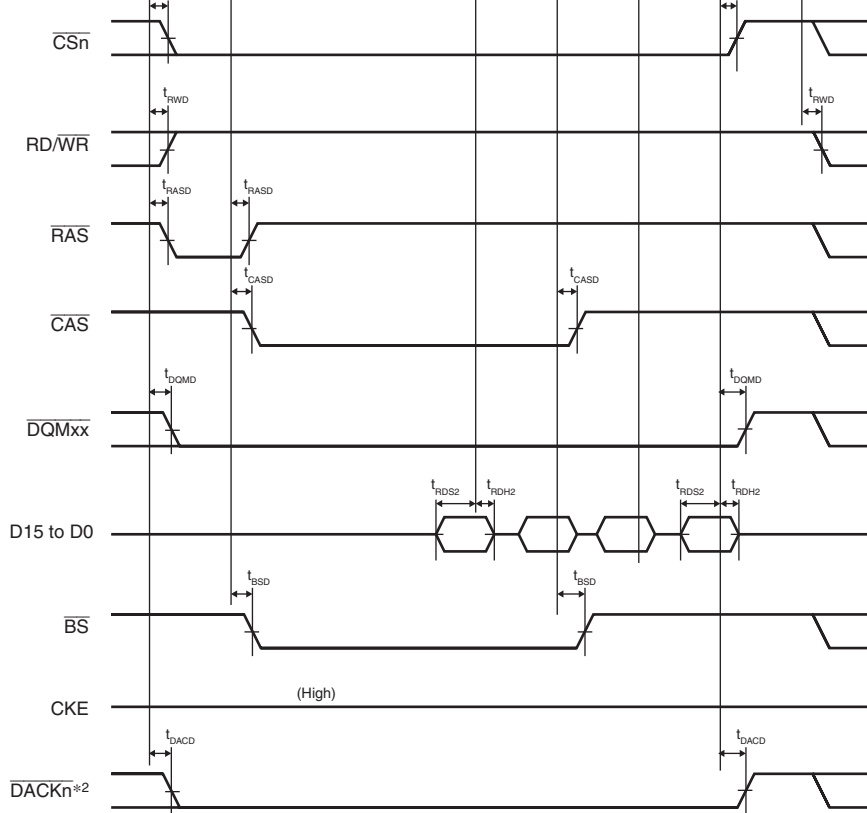 CSn
tRWD tRWD
RD/WR
tRASD tRASD
RAS
tCASD tCASD
CAS
tDQMD tDQMD
DQMxx
tRDS2 tRDH2 tRDS2 tRDH2
D15 to D0
tBSD tBSD
BS
(High)
CKE
tDACD tDACD
DACKn*2